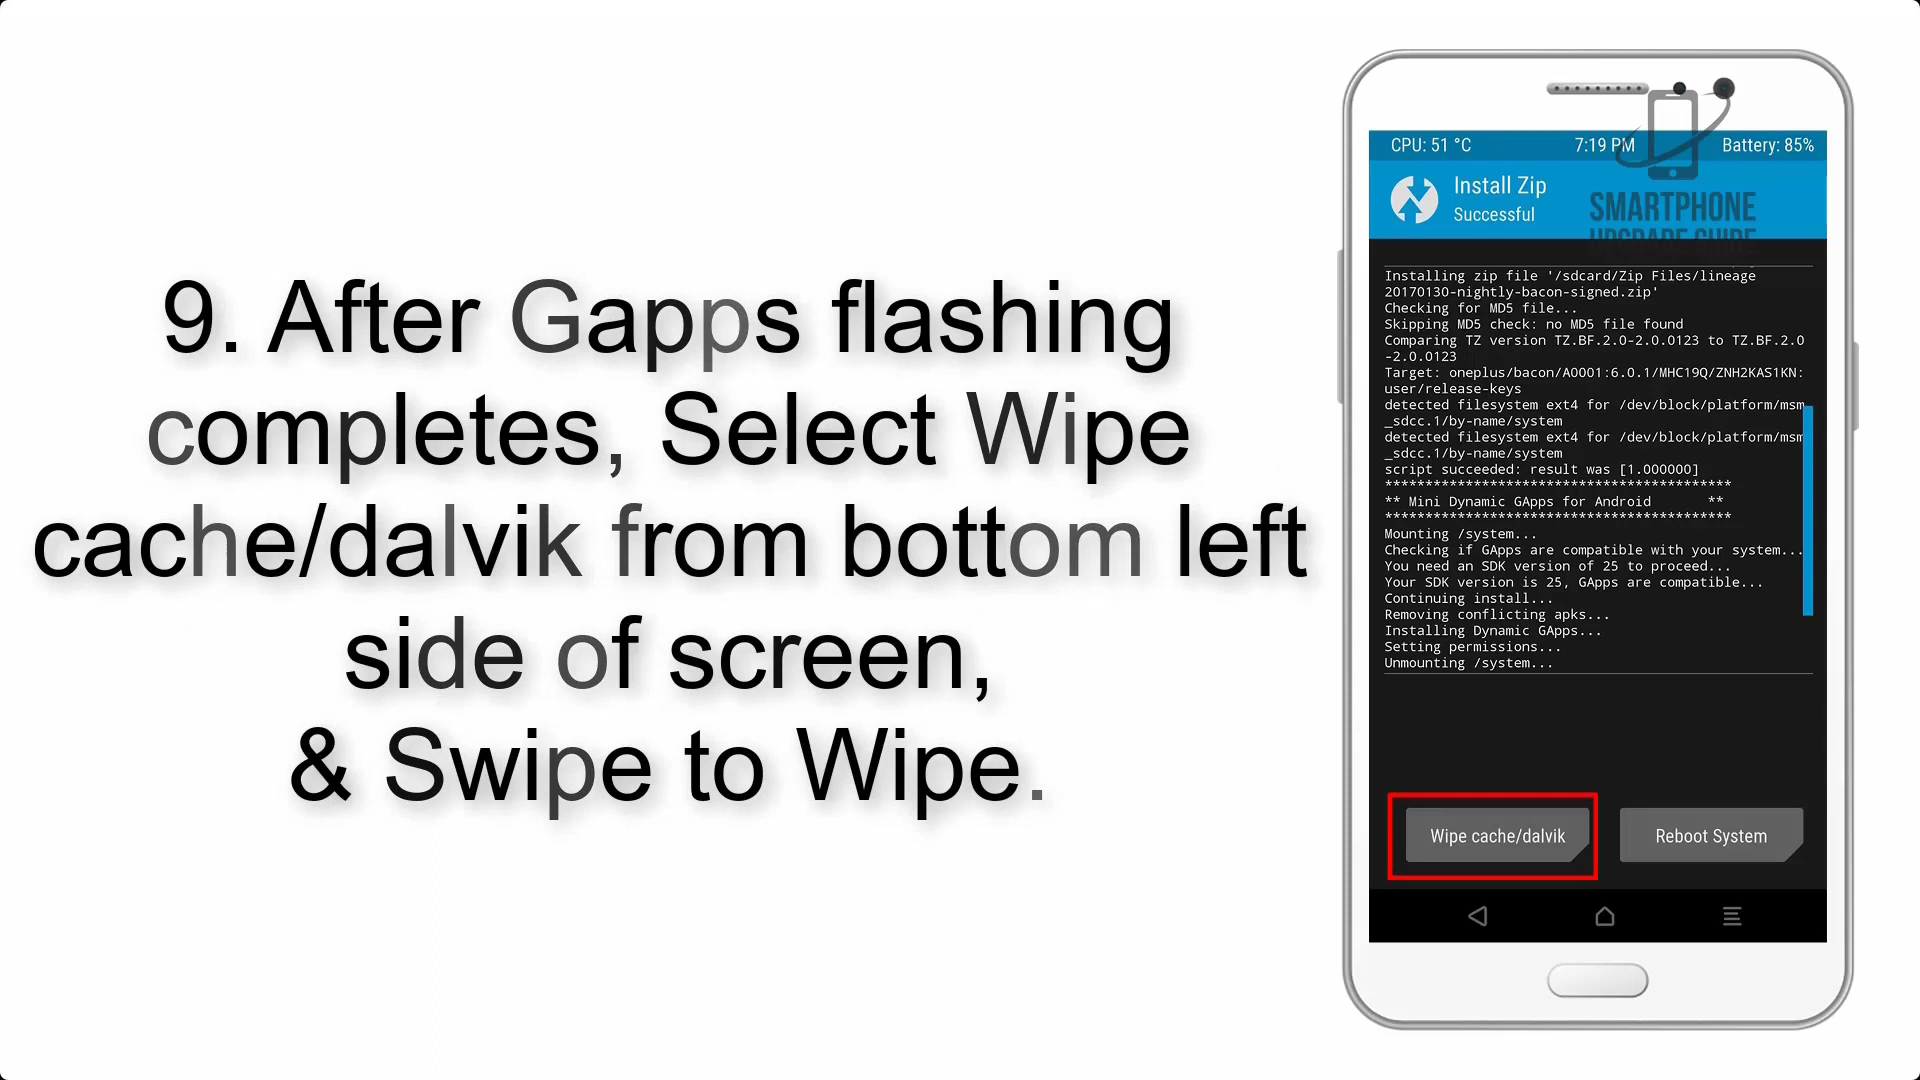 9. After Gapps flashing
completes, Select Wipe
cache/dalvik from bottom left
side of screen,
& Swipe to Wipe.
CPU: 51 °C 7:19 PM Battery: 85%
Install Zip
Successful
SMARTPHONE
UPGRADE GUIDE
Installing zip file '/sdcard/Zip Files/lineage
20170130-nightly-bacon-signed.zip'
Checking for MD5 file...
Skipping MD5 check: no MD5 file found
Comparing TZ version TZ.BF.2.0-2.0.0123 to TZ.BF.2.0
-2.0.0123
Target: oneplus/bacon/A0001:6.0.1/MHC19Q/ZNH2KAS1KN:
user/release-keys
detected filesystem ext4 for /dev/block/platform/msm
_sdcc.1/by-name/system
detected filesystem ext4 for /dev/block/platform/msm
_sdcc.1/by-name/system
script succeeded: result was [1.000000]
******************************************
** Mini Dynamic GApps for Android **
******************************************
Mounting /system...
Checking if GApps are compatible with your system...
You need an SDK version of 25 to proceed...
Your SDK version is 25, GApps are compatible...
Continuing install...
Removing conflicting apks...
Installing Dynamic GApps...
Setting permissions...
Unmounting /system...
Wipe cache/dalvik Reboot System